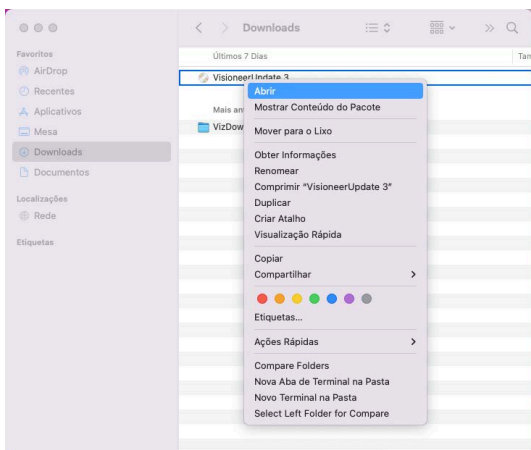 Downloads
Favoritos
AirDrop
Recentes
Aplicativos
Mesa
Downloads
Documentos
Localizações
Rede
Etiquetas
Últimos 7 Dias
Tan
VisioneerUpdate 3
Mais an
VizDow
Abrir
Mostrar Conteúdo do Pacote
Mover para o Lixo
Obter Informações
Renomear
Comprimir “VisioneerUpdate 3”
Duplicar
Criar Atalho
Visualização Rápida
Copiar
Compartilhar
Etiquetas...
Ações Rápidas
Compare Folders
Nova Aba de Terminal na Pasta
Novo Terminal na Pasta
Select Left Folder for Compare